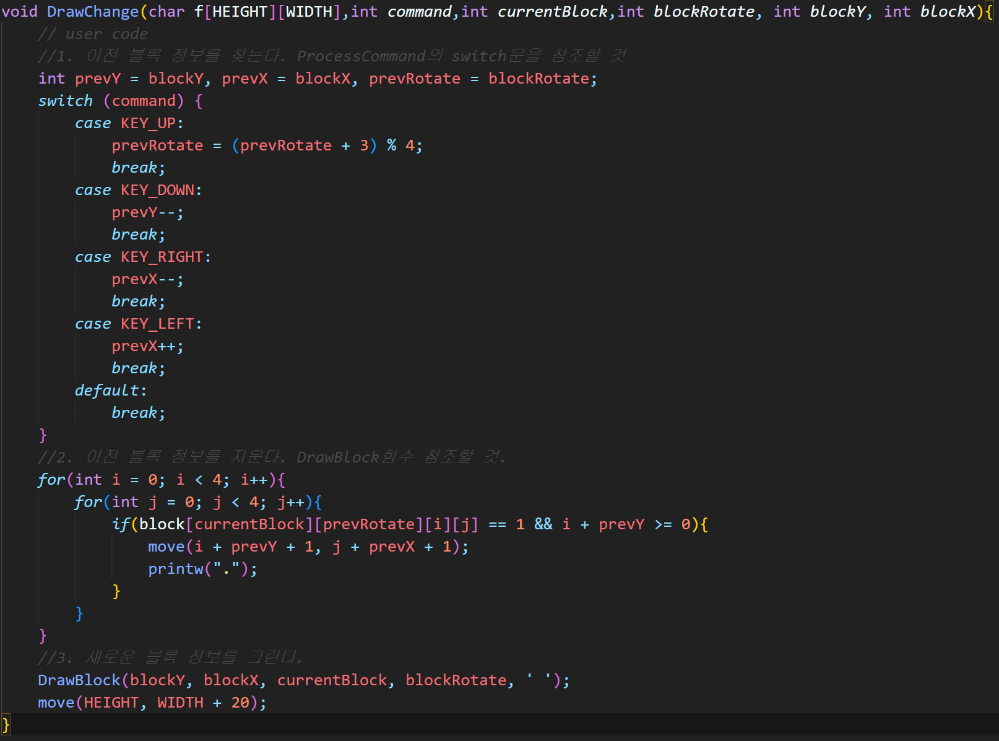 void DrawChange(char f[HEIGHT][WIDTH],int command,int currentBlock,int blockRotate, int blockY, int blockX){
    // user code
    //1. 이전 블록 정보를 찾는다. ProcessCommand의 switch문을 참조할 것
    int prevY = blockY, prevX = blockX, prevRotate = blockRotate;
    switch (command) {
        case KEY_UP:
            prevRotate = (prevRotate + 3) % 4;
            break;
        case KEY_DOWN:
            prevY--;
            break;
        case KEY_RIGHT:
            prevX--;
            break;
        case KEY_LEFT:
            prevX++;
            break;
        default:
            break;
    }
    //2. 이전 블록 정보를 지운다. DrawBlock함수 참조할 것.
    for(int i = 0; i < 4; i++){
        for(int j = 0; j < 4; j++){
            if(block[currentBlock][prevRotate][i][j] == 1 && i + prevY >= 0){
                move(i + prevY + 1, j + prevX + 1);
                printw(".");
            }
        }
    }
    //3. 새로운 블록 정보를 그린다.
    DrawBlock(blockY, blockX, currentBlock, blockRotate, ' ');
    move(HEIGHT, WIDTH + 20);
}